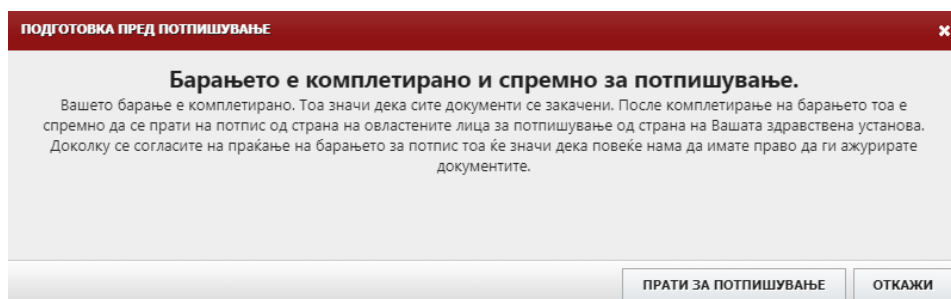 ПОДГОТОВКА ПРЕД ПОТПИШУВАЊЕ
Барањето е комплетирано и спремно за потпишување.
Вашето барање е комплетирано. Тоа значи дека сите документи се закачени. После комплетирање на барањето тоа е
спремно да се прати на потпис од страна на овластените лица за потпишување од страна на Вашата здравствена установа.
Доколку се согласите на праќање на барањето за потпис тоа ќе значи дека повеќе нама да имате право да ги ажурирате
документите.
ПРАТИ ЗА ПОТПИШУВАЊЕ ОТКАЖИ